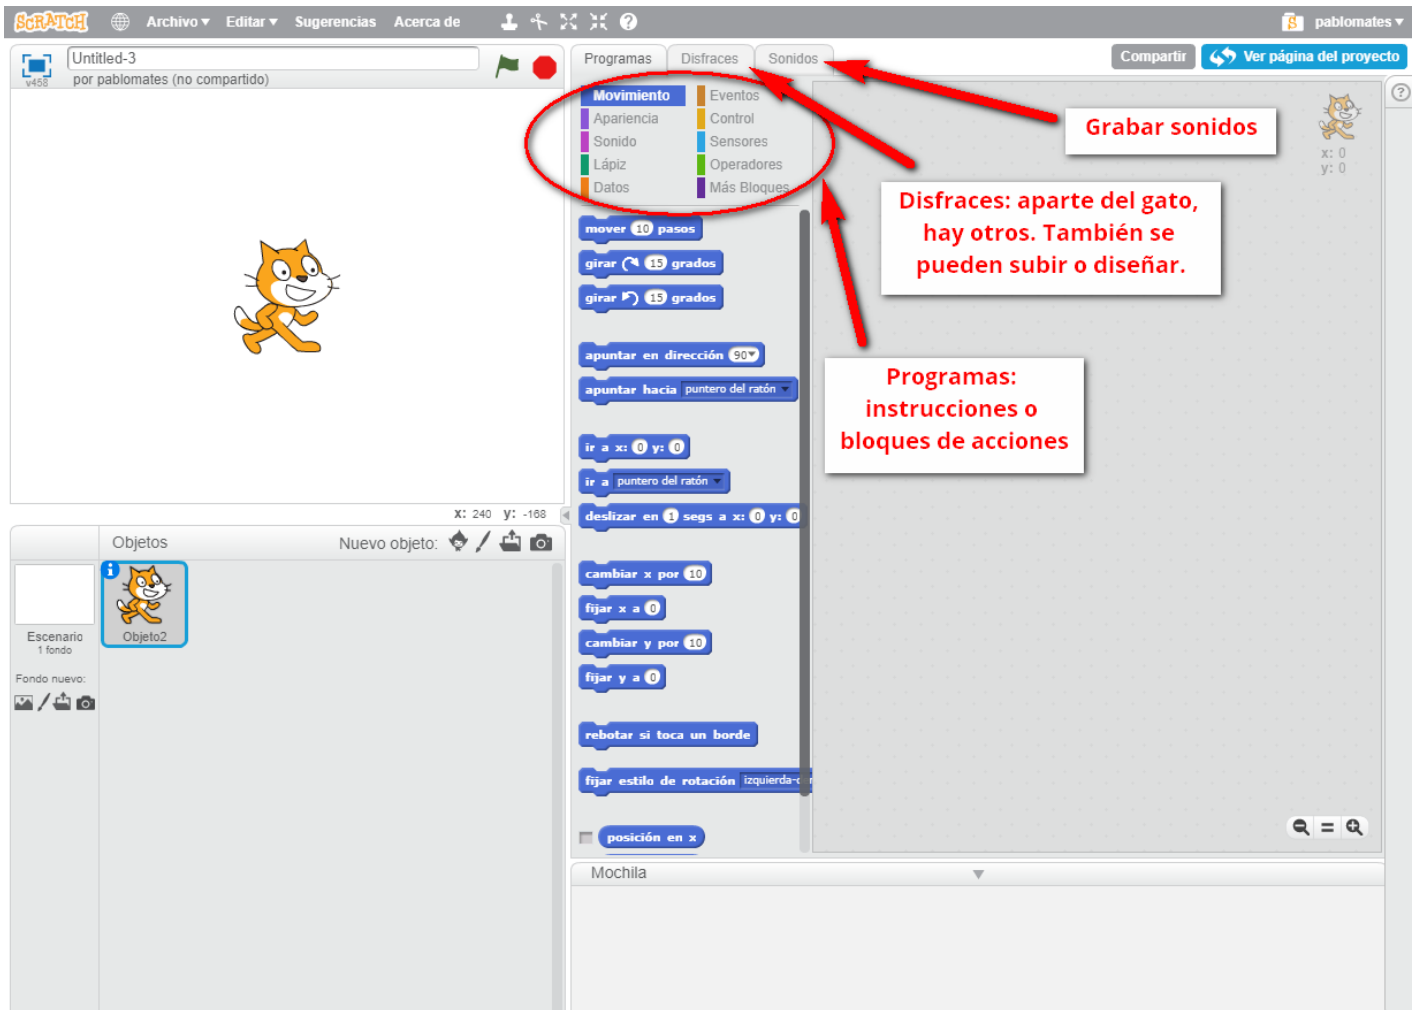 SCRATCH Archivo▼ Editar▼ Sugerencias Acerca de pablomates▼
Untitled-3
v458 por pablomates (no compartido)
Programas Disfraces Sonidos
Compartir Ver página del proyecto
Movimiento Eventos
Apariencia Control
Sonido Sensores
Lápiz Operadores
Datos Más Bloques
Grabar sonidos
x: 0
y: 0
Disfraces: aparte del gato,
hay otros. También se
pueden subir o diseñar.
Programas:
instrucciones o
bloques de acciones
mover 10 pasos
girar 15 grados
girar 15 grados
apuntar en dirección 90▼
apuntar hacia puntero del ratón
ir a x: 0 y: 0
ir a puntero del ratón
deslizar en 1 segs a x: 0 y: 0
cambiar x por 10
fijar x a 0
cambiar y por 10
fijar y a 0
rebotar si toca un borde
fijar estilo de rotación izquierda-
posición en x
X: 240 y: -168
Objetos Nuevo objeto:
Escenario
1 fondo
Objeto2
Fondo nuevo:
Mochila